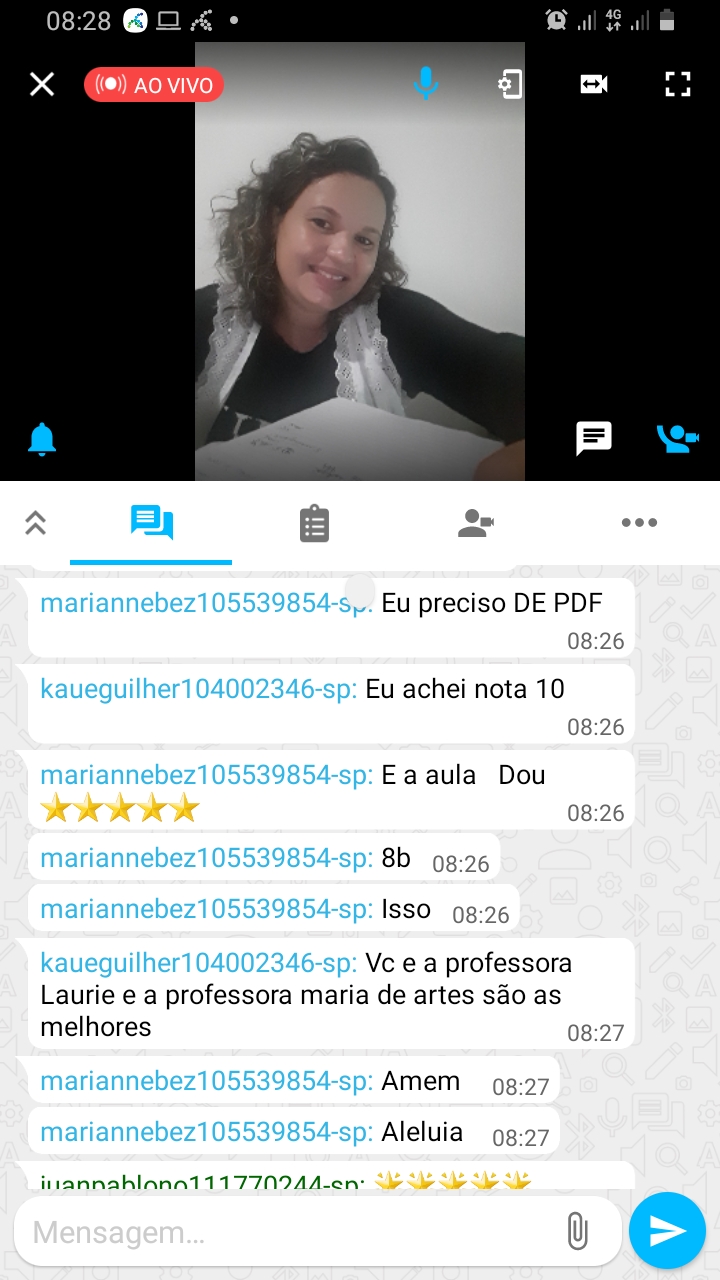 08:28
4G
AO VIVO
mariannebez105539854-sp: Eu preciso DE PDF
08:26
kaueguilher104002346-sp: Eu achei nota 10
08:26
mariannebez105539854-sp: E a aula Dou
⭐⭐⭐⭐⭐
08:26
mariannebez105539854-sp: 8b 08:26
mariannebez105539854-sp: Isso 08:26
kaueguilher104002346-sp: Vc e a professora
Laurie e a professora maria de artes são as
melhores
08:27
mariannebez105539854-sp: Amem 08:27
mariannebez105539854-sp: Aleluia 08:27
juanpablono111770244-sp: 🌟🌟🌟🌟🌟
Mensagem...